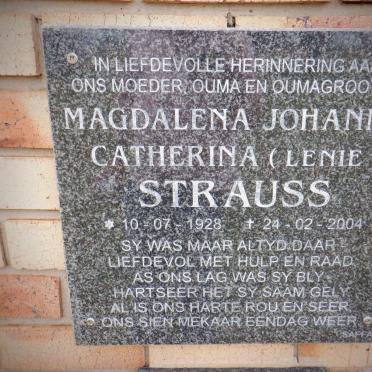 IN LIEFDEVOLLE HERINNERING AA
ONS MOEDER, OUMA EN OUMAGROO
MAGDALENA JOHAN
CATHERINA (LENIE
STRAUSS
* 10-07-1928 ✝ 24-02-2004
SY WAS MAAR ALTYD DAAR
LIEFDEVOL MET HULP EN RAAD
AS ONS LAG WAS SY BLY
HARTSEER HET SY SAAM GELY
AL IS ONS HARTE ROU EN SEER
ONS SIEN MEKAAR EENDAG WEER